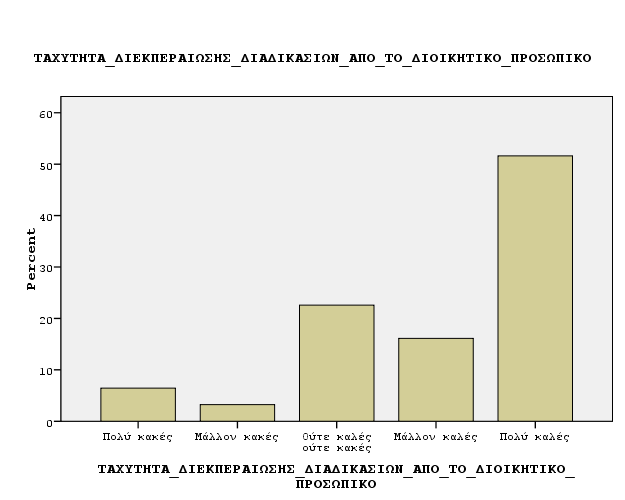 ΤΑΧΥΤΗΤΑ_ΔΙΕΚΠΕΡΑΙΩΣΗΣ_ΔΙΑΔΙΚΑΣΙΩΝ_ΑΠΟ_ΤΟ_ΔΙΟΙΚΗΤΙΚΟ_ΠΡΟΣΩΠΙΚΟ
60
50
40
30
20
10
0
Percent
Πολύ κακές
Μάλλον κακές
Ούτε καλές
ούτε κακές
Μάλλον καλές
Πολύ καλές
ΤΑΧΥΤΗΤΑ_ΔΙΕΚΠΕΡΑΙΩΣΗΣ_ΔΙΑΔΙΚΑΣΙΩΝ_ΑΠΟ_ΤΟ_ΔΙΟΙΚΗΤΙΚΟ_
ΠΡΟΣΩΠΙΚΟ